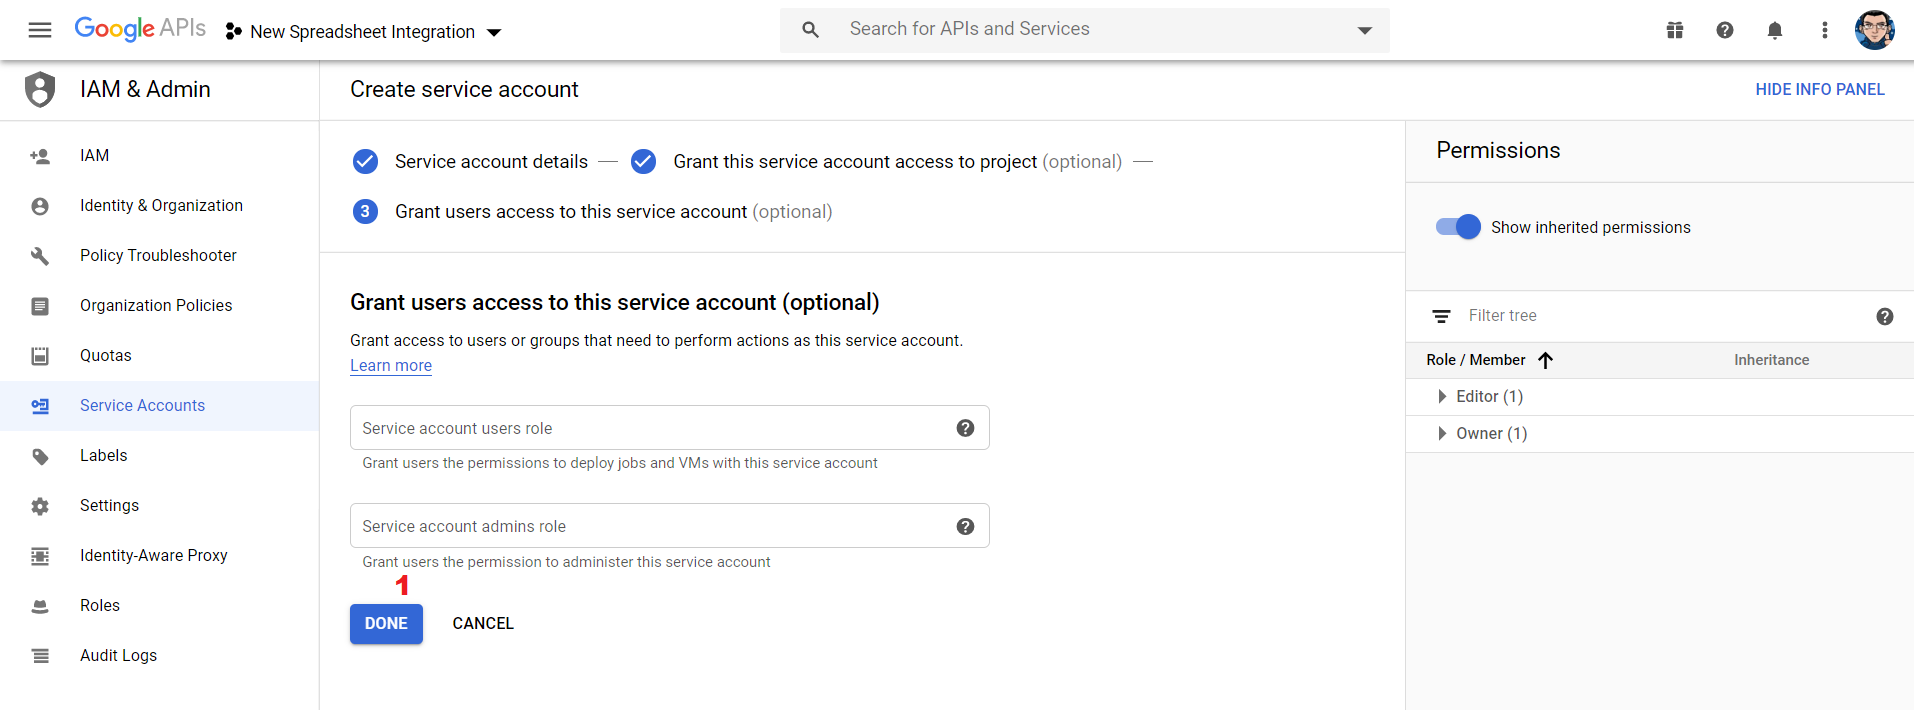 Google APIs
New Spreadsheet Integration
Search for APIs and Services
IAM & Admin
Create service account
HIDE INFO PANEL
IAM
Identity & Organization
Policy Troubleshooter
Organization Policies
Quotas
Service Accounts
Labels
Settings
Identity-Aware Proxy
Roles
Audit Logs
Service account details
Grant this service account access to project (optional)
3 Grant users access to this service account (optional)
Grant users access to this service account (optional)
Grant access to users or groups that need to perform actions as this service account.
Learn more
Service account users role
Grant users the permissions to deploy jobs and VMs with this service account
Service account admins role
Grant users the permission to administer this service account
1
DONE CANCEL
Permissions
Show inherited permissions
Filter tree
Role / Member Inheritance
Editor (1)
Owner (1)